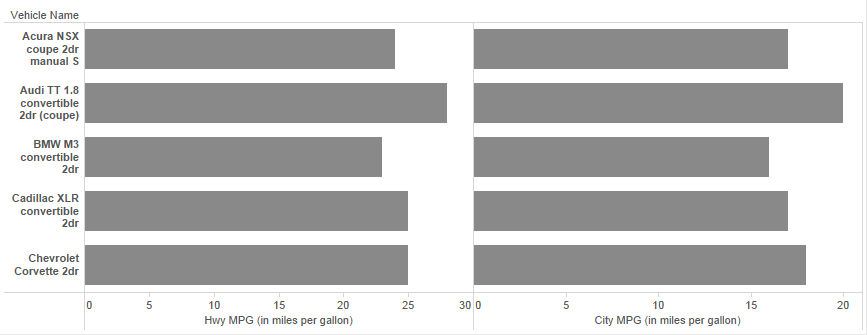 Vehicle Name
Acura NSX
coupe 2dr
manual S
Audi TT 1.8
convertible
2dr (coupe)
BMW M3
convertible
2dr
Cadillac XLR
convertible
2dr
Chevrolet
Corvette 2dr
0 5 10 15 20 25 30
Hwy MPG (in miles per gallon)
0 5 10 15 20
City MPG (in miles per gallon)